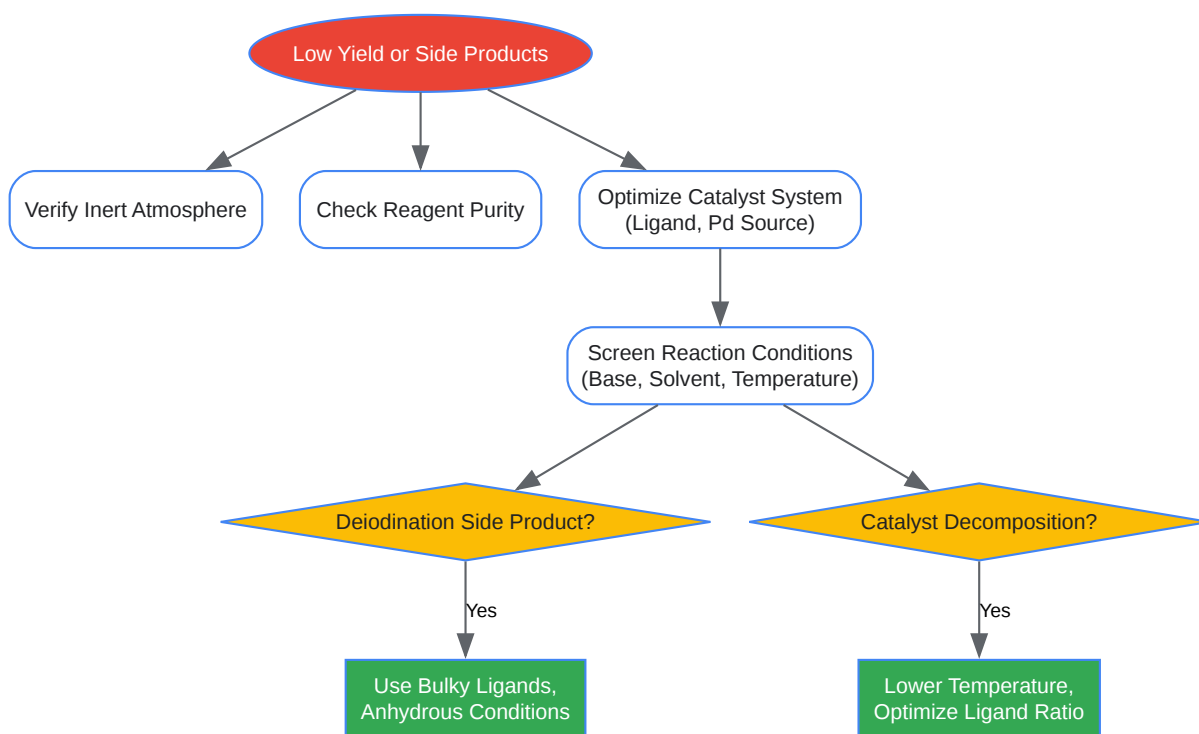 Low Yield or Side Products
Verify Inert Atmosphere
Check Reagent Purity
Optimize Catalyst System
(Ligand, Pd Source)
Screen Reaction Conditions
(Base, Solvent, Temperature)
Deiodination Side Product?
Catalyst Decomposition?
Yes
Yes
Use Bulky Ligands,
Anhydrous Conditions
Lower Temperature,
Optimize Ligand Ratio